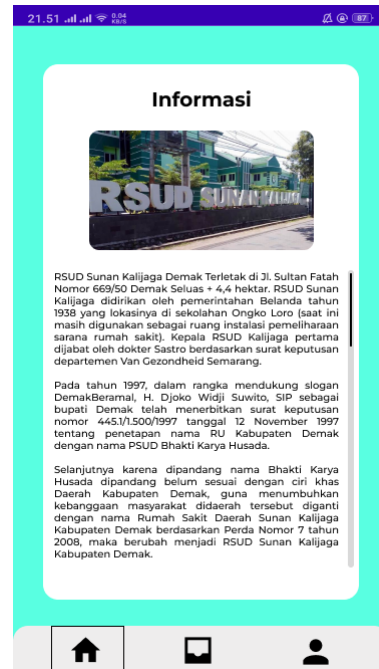 21.51 0.04 KB/S 87
Informasi
RSUD SUNAN KALIJAGA
RSUD Sunan Kalijaga Demak Terletak di Jl. Sultan Fatah
Nomor 669/50 Demak Seluas + 4,4 hektar. RSUD Sunan
Kalijaga didirikan oleh pemerintahan Belanda tahun
1938 yang lokasinya di sekolahan Ongko Loro (saat ini
masih digunakan sebagai ruang instalasi pemeliharaan
sarana rumah sakit). Kepala RSUD Kalijaga pertama
dijabat oleh dokter Sastro berdasarkan surat keputusan
departemen Van Gezondheid Semarang.
Pada tahun 1997, dalam rangka mendukung slogan
DemakBeramal, H. Djoko Widji Suwito, SIP sebagai
bupati Demak telah menerbitkan surat keputusan
nomor 445.1/1.500/1997 tanggal 12 November 1997
tentang penetapan nama RU Kabupaten Demak
dengan nama PSUD Bhakti Karya Husada.
Selanjutnya karena dipandang nama Bhakti Karya
Husada dipandang belum sesuai dengan ciri khas
Daerah Kabupaten Demak, guna menumbuhkan
kebanggaan masyarakat didaerah tersebut diganti
dengan nama Rumah Sakit Daerah Sunan Kalijaga
Kabupaten Demak berdasarkan Perda Nomor 7 tahun
2008, maka berubah menjadi RSUD Sunan Kalijaga
Kabupaten Demak.